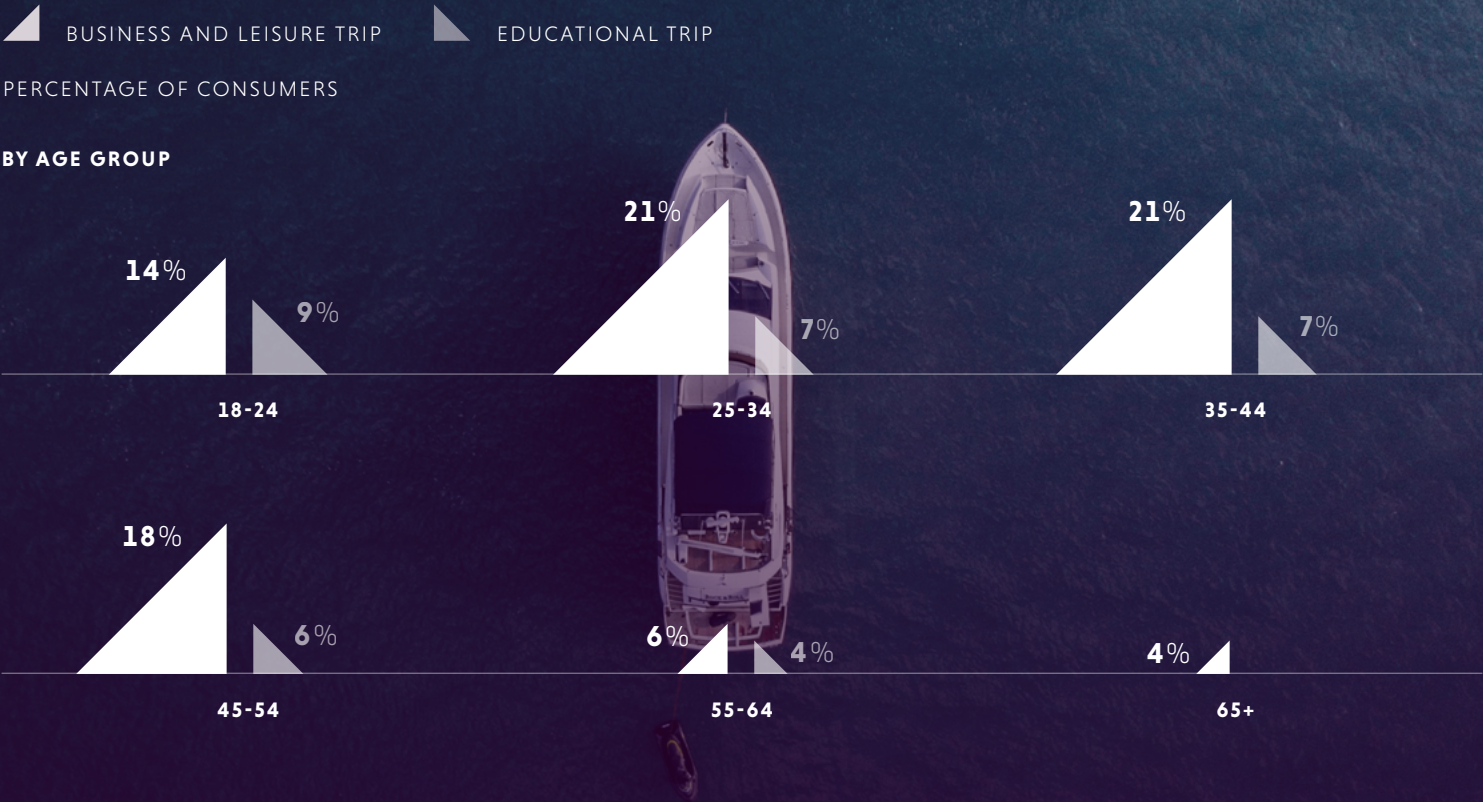 BUSINESS AND LEISURE TRIP EDUCATIONAL TRIP
PERCENTAGE OF CONSUMERS
BY AGE GROUP
14% 9% 21% 7% 21% 7%
18-24 25-34 35-44
18% 6% 6% 4% 4%
45-54 55-64 65+